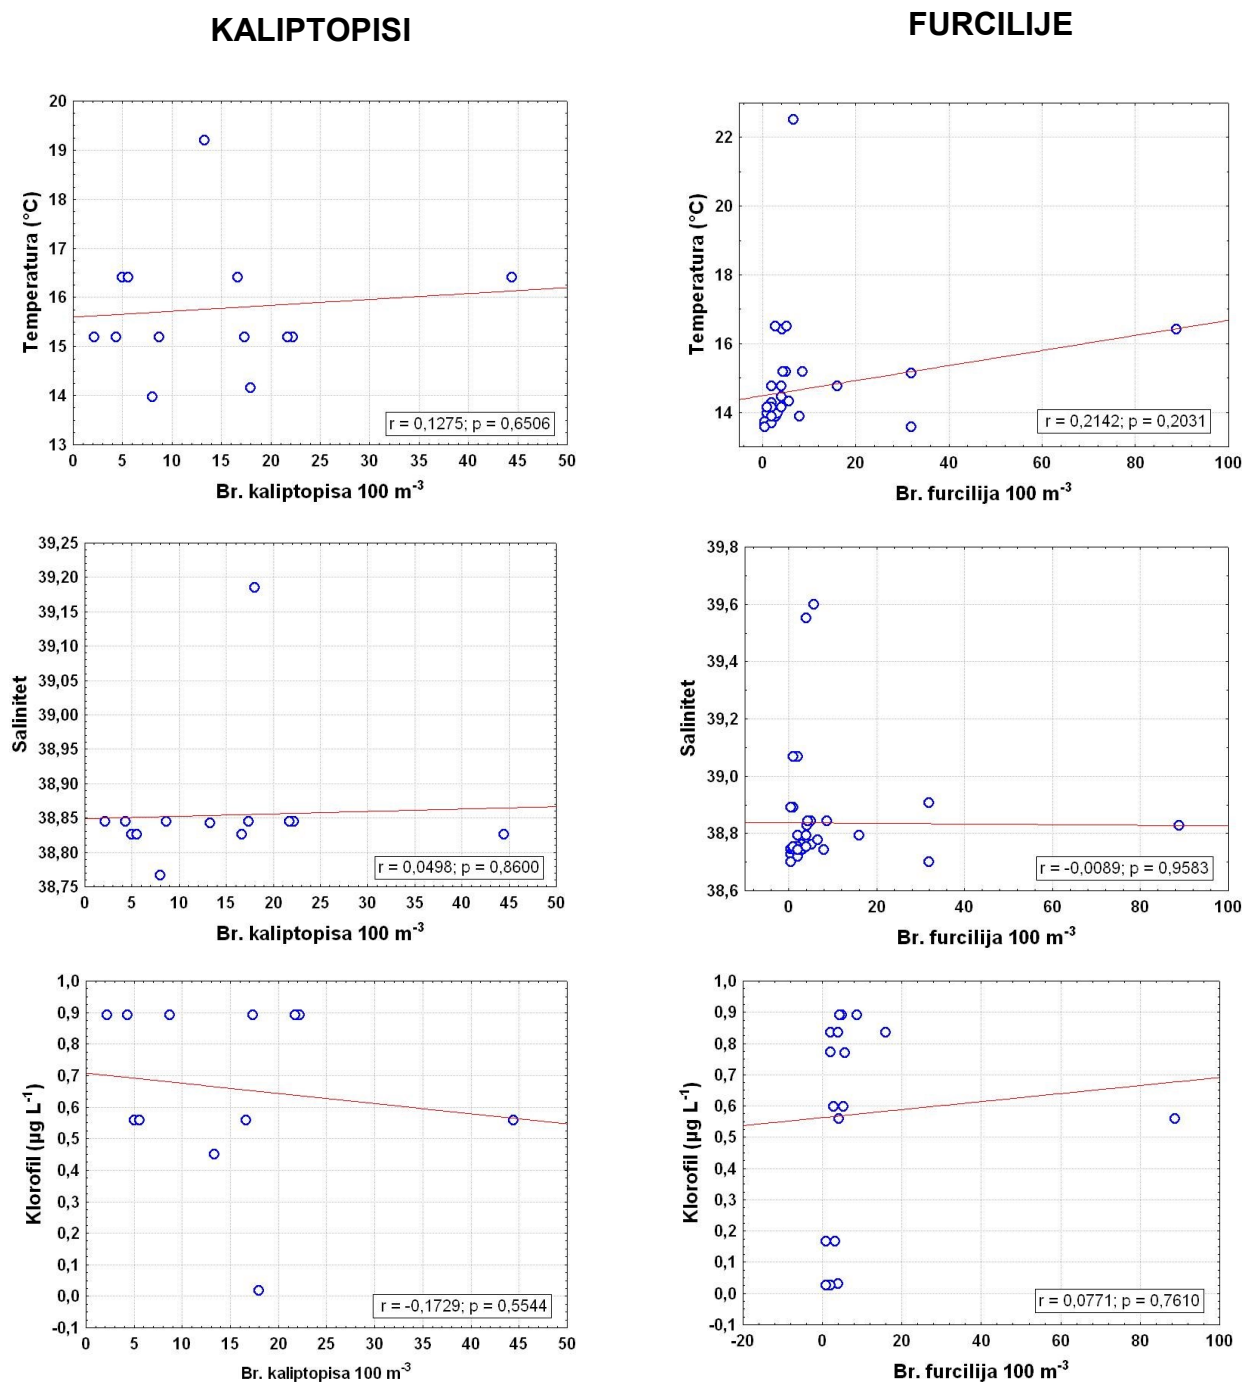 KALIPTOPISI
FURCILIJE
Temperatura (°C)
20
19
18
17
16
15
14
13
r = 0,1275; p = 0,6506
0 5 10 15 20 25 30 35 40 45 50
Br. kaliptopisa 100 m⁻³
Temperatura (°C)
22
20
18
16
14
r = 0,2142; p = 0,2031
0 20 40 60 80 100
Br. furcilija 100 m⁻³
Salinitet
39,25
39,20
39,15
39,10
39,05
39,00
38,95
38,90
38,85
38,80
38,75
r = 0,0498; p = 0,8600
0 5 10 15 20 25 30 35 40 45 50
Br. kaliptopisa 100 m⁻³
Salinitet
39,8
39,6
39,4
39,2
39,0
38,8
38,6
r = -0,0089; p = 0,9583
0 20 40 60 80 100
Br. furcilija 100 m⁻³
Klorofil (µg L⁻¹)
1,0
0,9
0,8
0,7
0,6
0,5
0,4
0,3
0,2
0,1
0,0
-0,1
r = -0,1729; p = 0,5544
0 5 10 15 20 25 30 35 40 45 50
Br. kaliptopisa 100 m⁻³
Klorofil (µg L⁻¹)
1,0
0,9
0,8
0,7
0,6
0,5
0,4
0,3
0,2
0,1
0,0
-0,1
r = 0,0771; p = 0,7610
-20 0 20 40 60 80 100
Br. furcilija 100 m⁻³